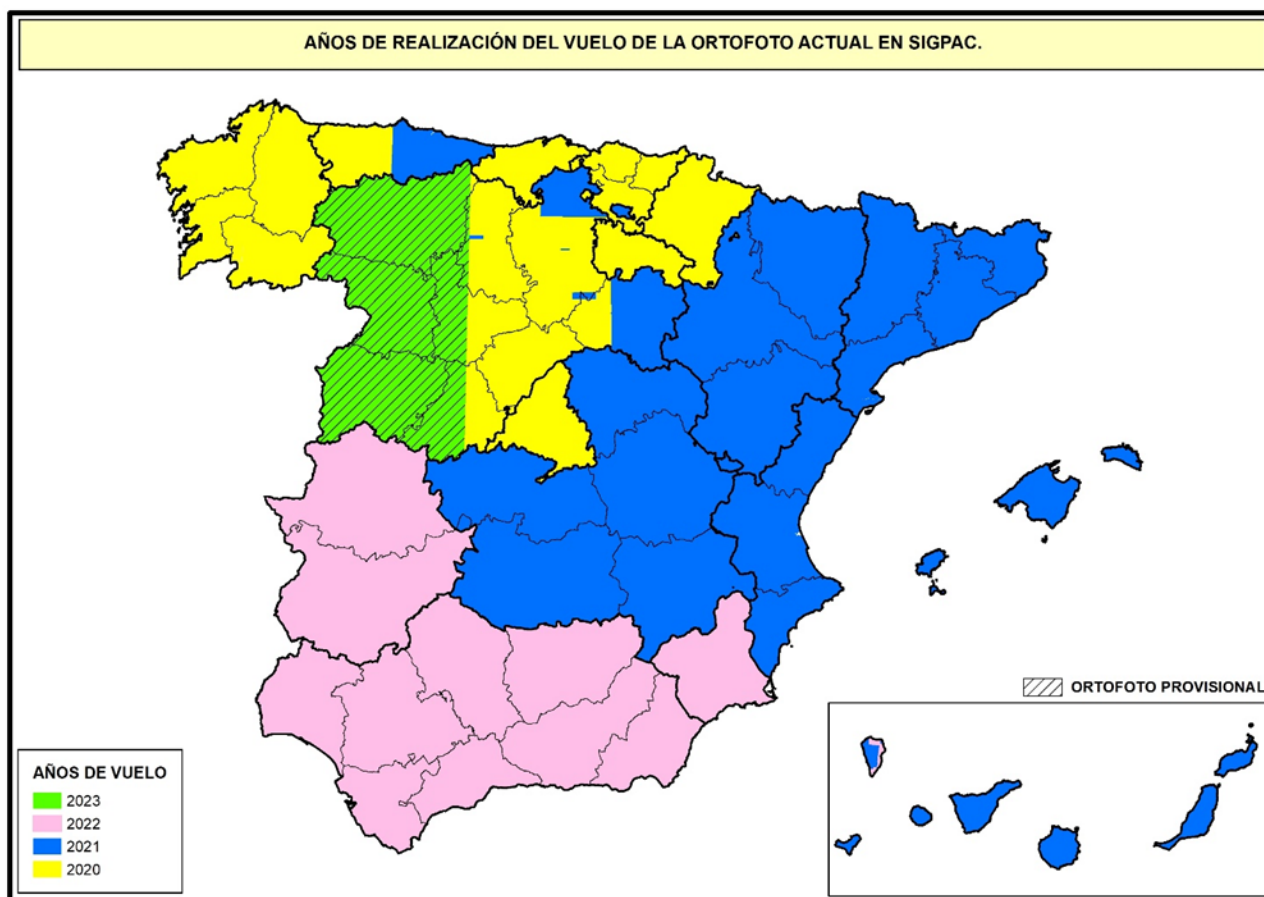 AÑOS DE REALIZACIÓN DEL VUELO DE LA ORTOFOTO ACTUAL EN SIGPAC.
ORTOFOTO PROVISIONAL
AÑOS DE VUELO
2023
2022
2021
2020